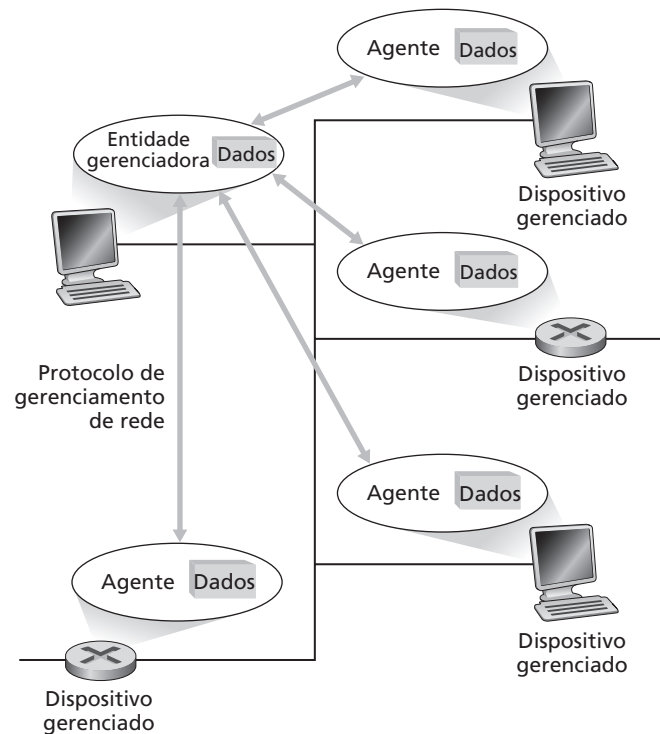 Agente Dados
Entidade
gerenciadora Dados
Dispositivo
gerenciado
Agente Dados
Dispositivo
gerenciado
Protocolo de
gerenciamento
de rede
Agente Dados
Agente Dados
Dispositivo
gerenciado
Dispositivo
gerenciado